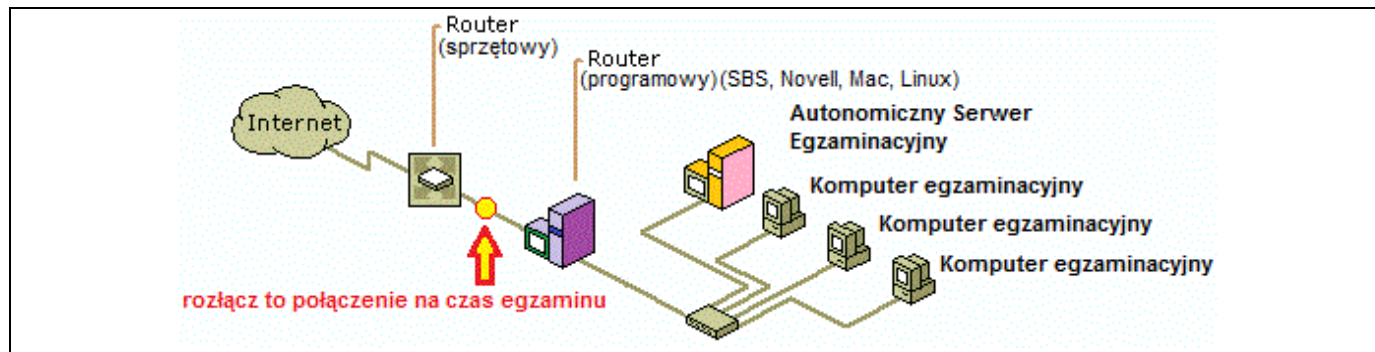 Router
(sprzętowy)
Router
(programowy)(SBS, Novell, Mac, Linux)
Internet
Autonomiczny Serwer
Egzaminacyjny
Komputer egzaminacyjny
Komputer egzaminacyjny
Komputer egzaminacyjny
rozłącz to połączenie na czas egzaminu